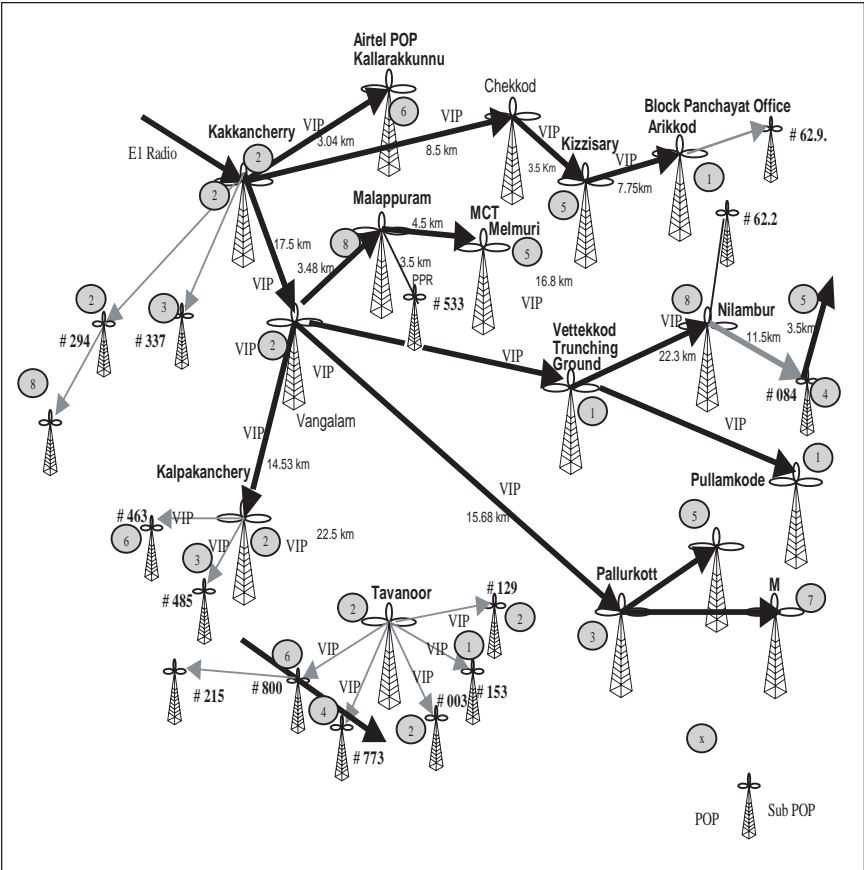 Airtel POP
Kallarakkunnu
6
VIP
3.04 km
Chekkod
VIP
8.5 km
VIP
3.5 km
Block Panchayat Office
Arikkod
# 62.9.
1
Kizzisary
VIP
7.75km
5
E1 Radio
Kakkancherry
2
2
# 62.2
Malappuram
8
4.5 km
MCT
Melmuri
5
17.5 km
3.48 km
VIP
3.5 km
PPR
# 533
16.8 km
VIP
2
# 294
3
# 337
8
VIP
2
VIP
Vangalam
VIP
Vettekkod
Trunching
Ground
1
8
Nilambur
VIP
22.3 km
11.5km
5
3.5km
# 084
4
VIP
1
Pullamkode
VIP
14.53 km
Kalpakanchery
# 463
VIP
6
VIP
3
# 485
2
VIP
22.5 km
VIP
15.68 km
5
Pallurkott
3
M
7
Tavanoor
2
# 129
2
VIP
VIP
VIP
VIP
6
1
# 215
# 800
4
# 773
# 003
2
# 153
x
POP
Sub POP